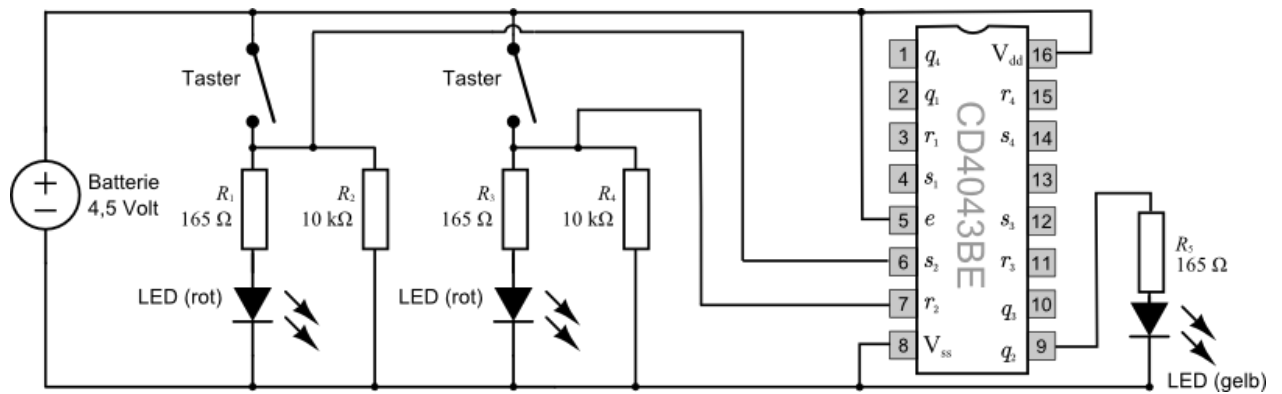 Taster
Taster
+
−
Batterie
4,5 Volt
R₁
165 Ω
R₂
10 kΩ
R₃
165 Ω
R₄
10 kΩ
LED (rot)
LED (rot)
CD4043BE
1 q₄
2 q₁
3 r₁
4 s₁
5 e
6 s₂
7 r₂
8 Vss
Vdd 16
r₄ 15
s₄ 14
13
s₃ 12
r₃ 11
q₃ 10
q₂ 9
R₅
165 Ω
LED (gelb)